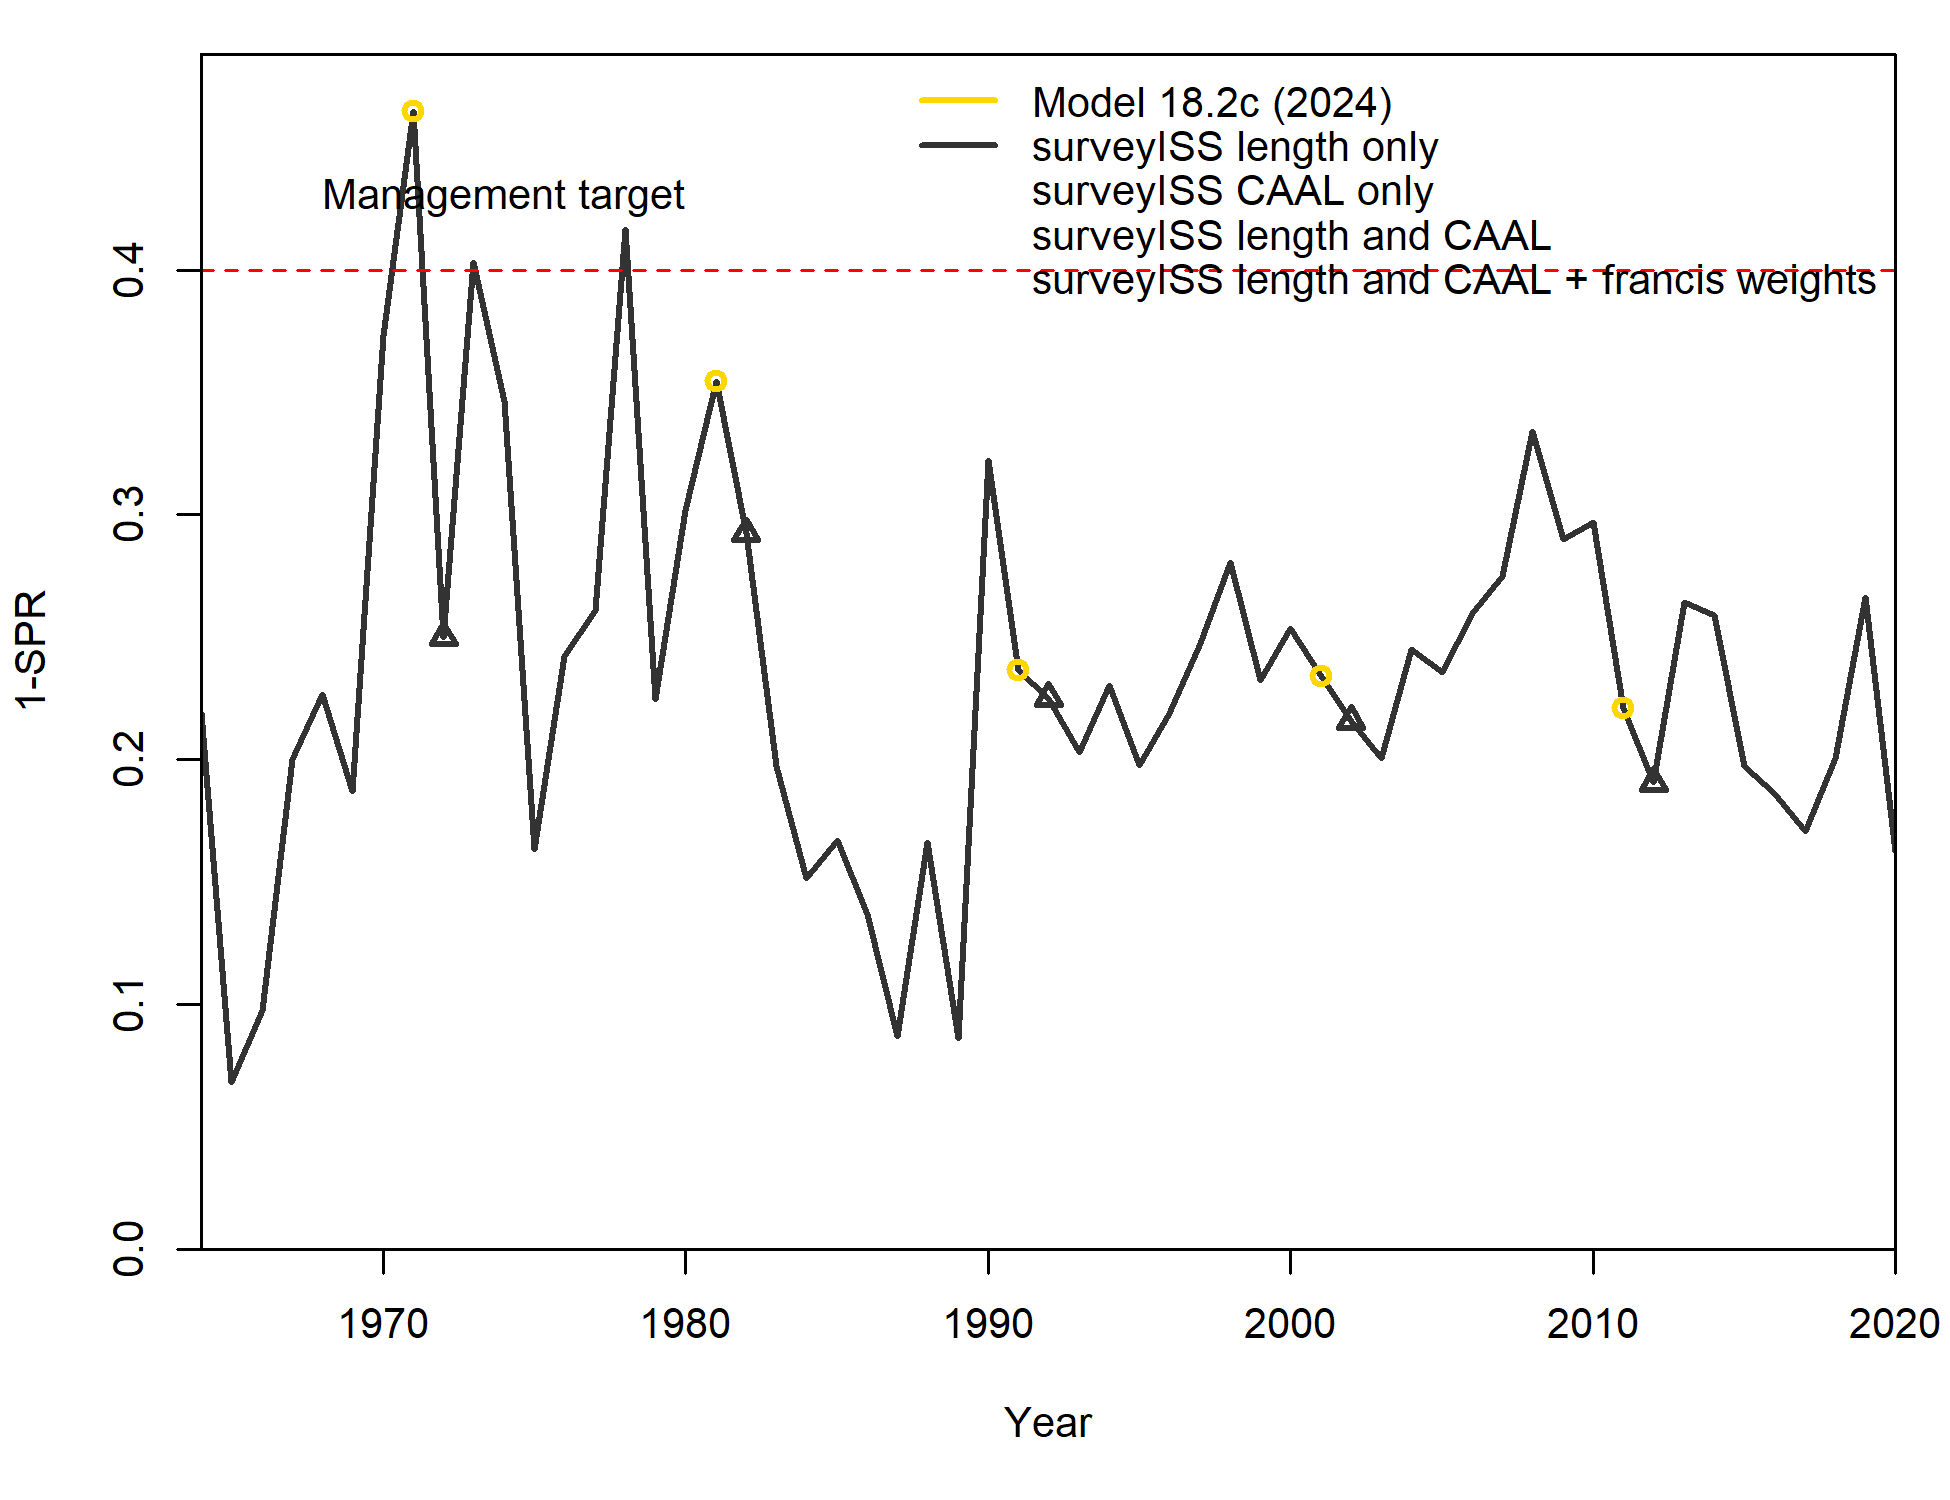 Model 18.2c (2024)
surveyISS length only
surveyISS CAAL only
surveyISS length and CAAL
surveyISS length and CAAL + francis weights
Management target
0.4
0.3
0.2
0.1
0.0
1-SPR
1970 1980 1990 2000 2010 2020
Year